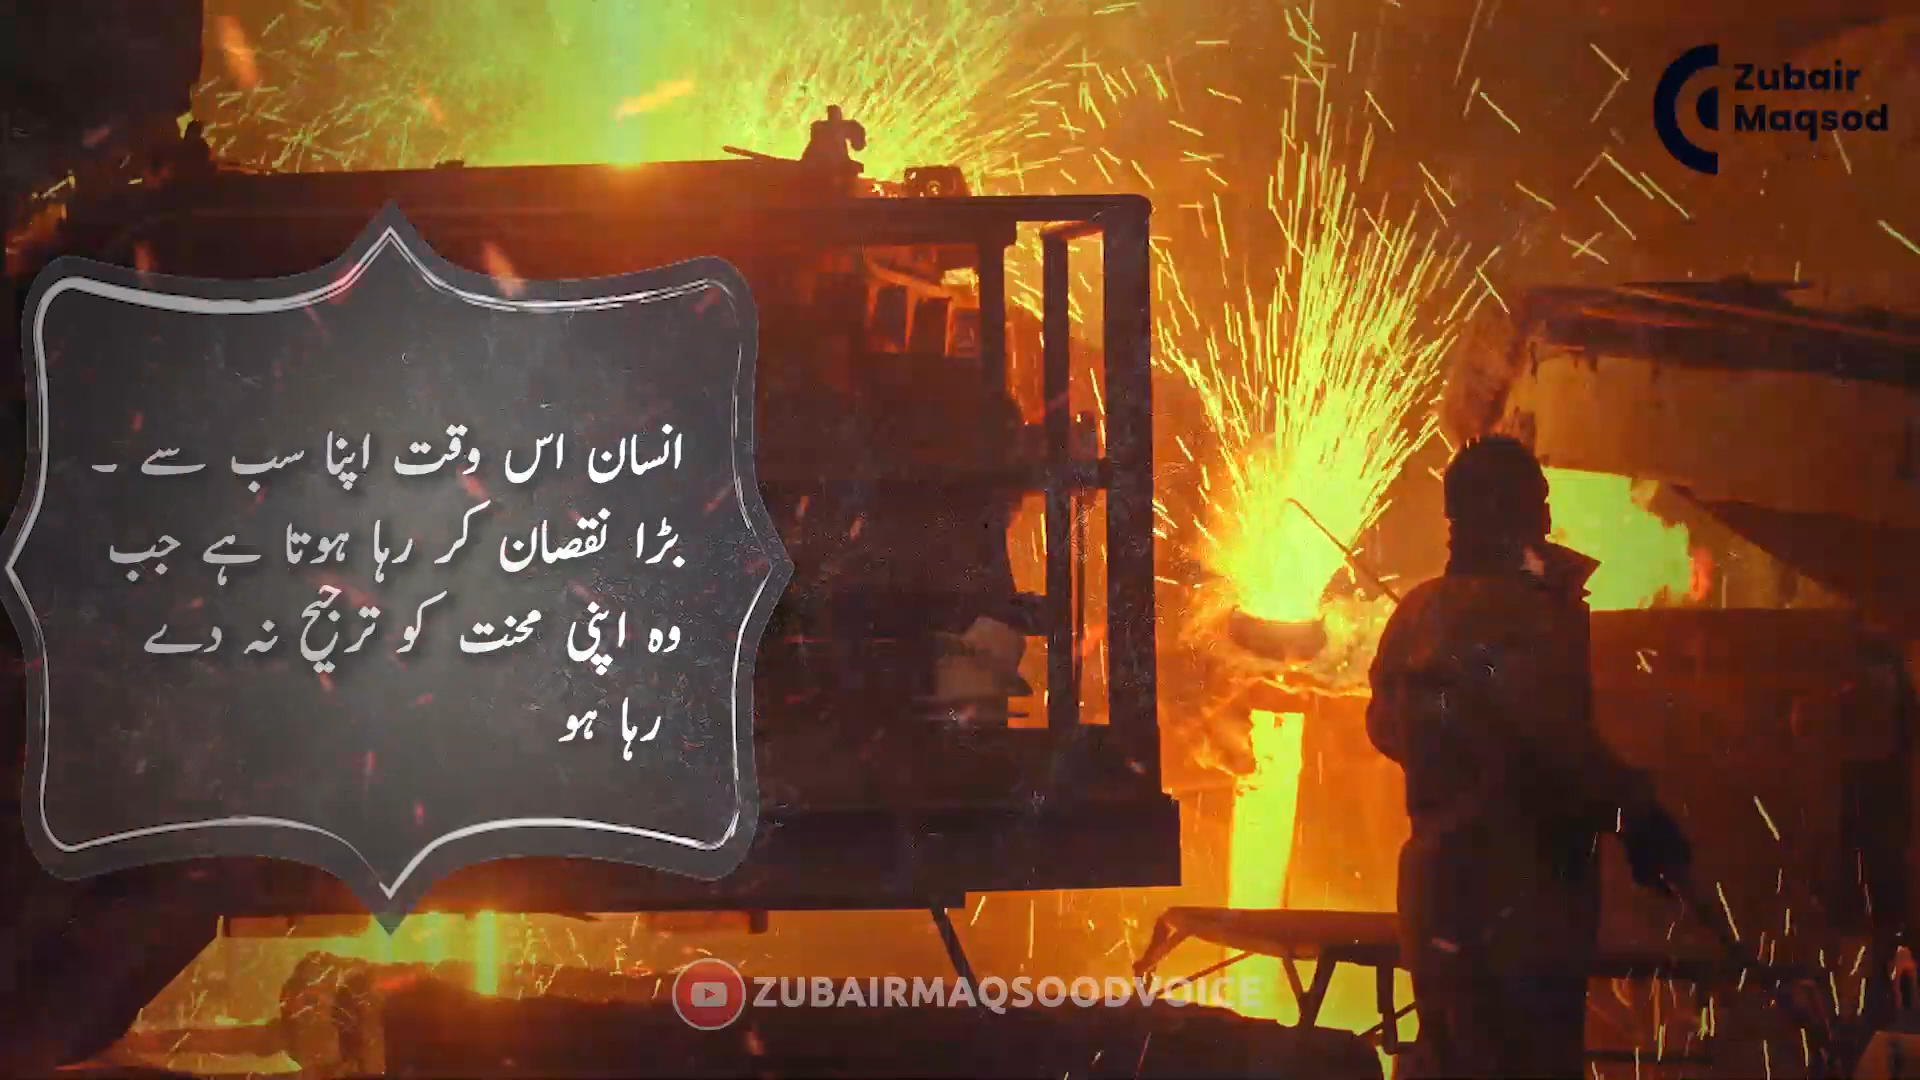 Zubair
Maqsod
انسان اس وقت اپنا سب سے ۔
بڑا نقصان کر رہا ہوتا ہے جب
وہ اپنی محنت کو ترجیح نہ دے
رہا ہو
ZUBAIRMAQSOODVOICE